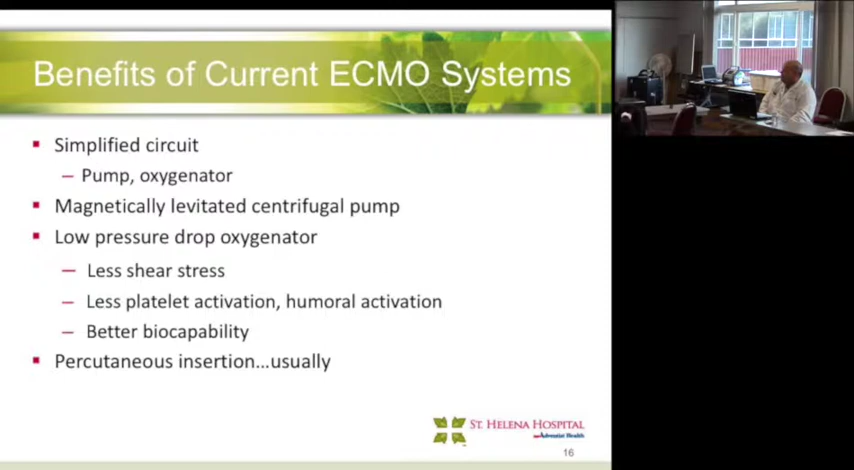 Benefits of Current ECMO Systems
▪ Simplified circuit
– Pump, oxygenator
▪ Magnetically levitated centrifugal pump
▪ Low pressure drop oxygenator
– Less shear stress
– Less platelet activation, humoral activation
– Better biocapability
▪ Percutaneous insertion...usually
St. Helena Hospital
Adventist Health
16